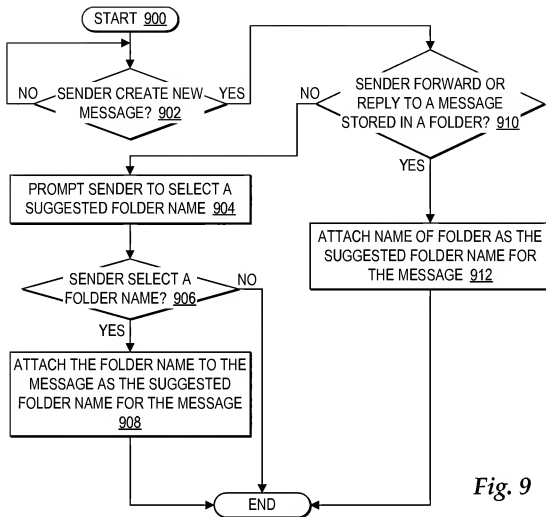 START 900
NO
SENDER CREATE NEW
MESSAGE? 902
YES
NO
SENDER FORWARD OR
REPLY TO A MESSAGE
STORED IN A FOLDER? 910
YES
PROMPT SENDER TO SELECT A
SUGGESTED FOLDER NAME 904
ATTACH NAME OF FOLDER AS THE
SUGGESTED FOLDER NAME FOR
THE MESSAGE 912
SENDER SELECT A
FOLDER NAME? 906
NO
YES
ATTACH THE FOLDER NAME TO THE
MESSAGE AS THE SUGGESTED
FOLDER NAME FOR THE MESSAGE
908
END
Fig. 9